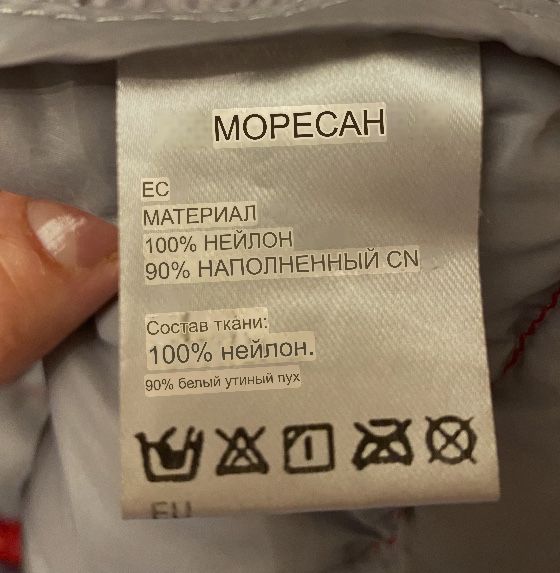 МОРЕСАН
ЕС
МАТЕРИАЛ
100% НЕЙЛОН
90% НАПОЛНЕННЫЙ CN
Состав ткани:
100% нейлон.
90% белый утиный пух
EU